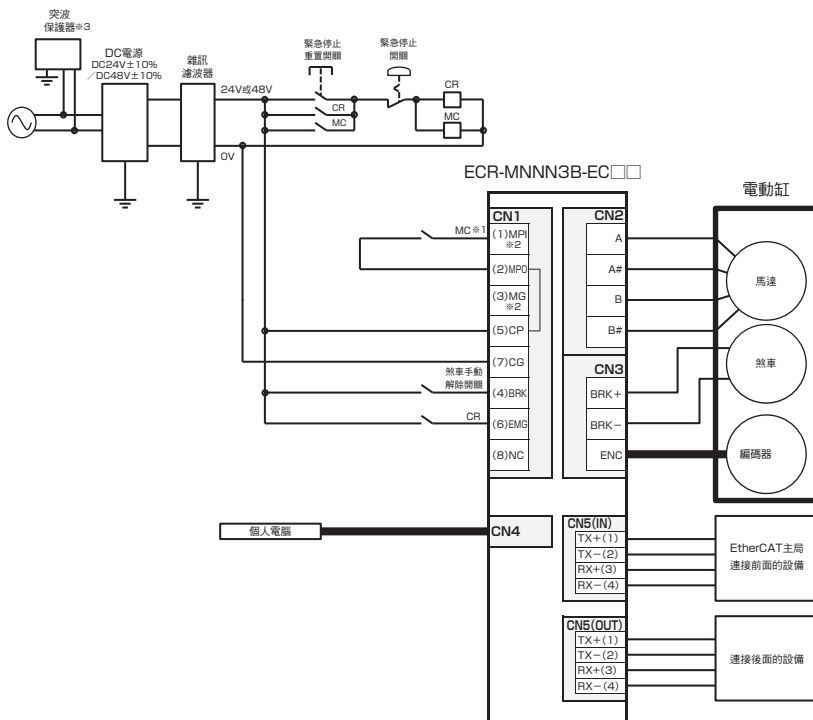 突波
保護器※3
DC電源
DC24V±10%
／DC48V±10%
雜訊
濾波器
24V或48V
0V
緊急停止
重置開關
緊急停止
開關
CR
MC
CR
MC
ECR-MNNN3B-EC□□
電動缸
CN1
MC※1
(1)MPI
※2
(2)MPO
(3)MG
※2
(5)CP
(7)CG
煞車手動
解除開關
(4)BRK
CR
(6)EMG
(8)NC
CN2
A
A#
B
B#
CN3
BRK+
BRK−
ENC
馬達
煞車
編碼器
個人電腦
CN4
CN5(IN)
TX+(1)
TX−(2)
RX+(3)
RX−(4)
EtherCAT主局
連接前面的設備
CN5(OUT)
TX+(1)
TX−(2)
RX+(3)
RX−(4)
連接後面的設備